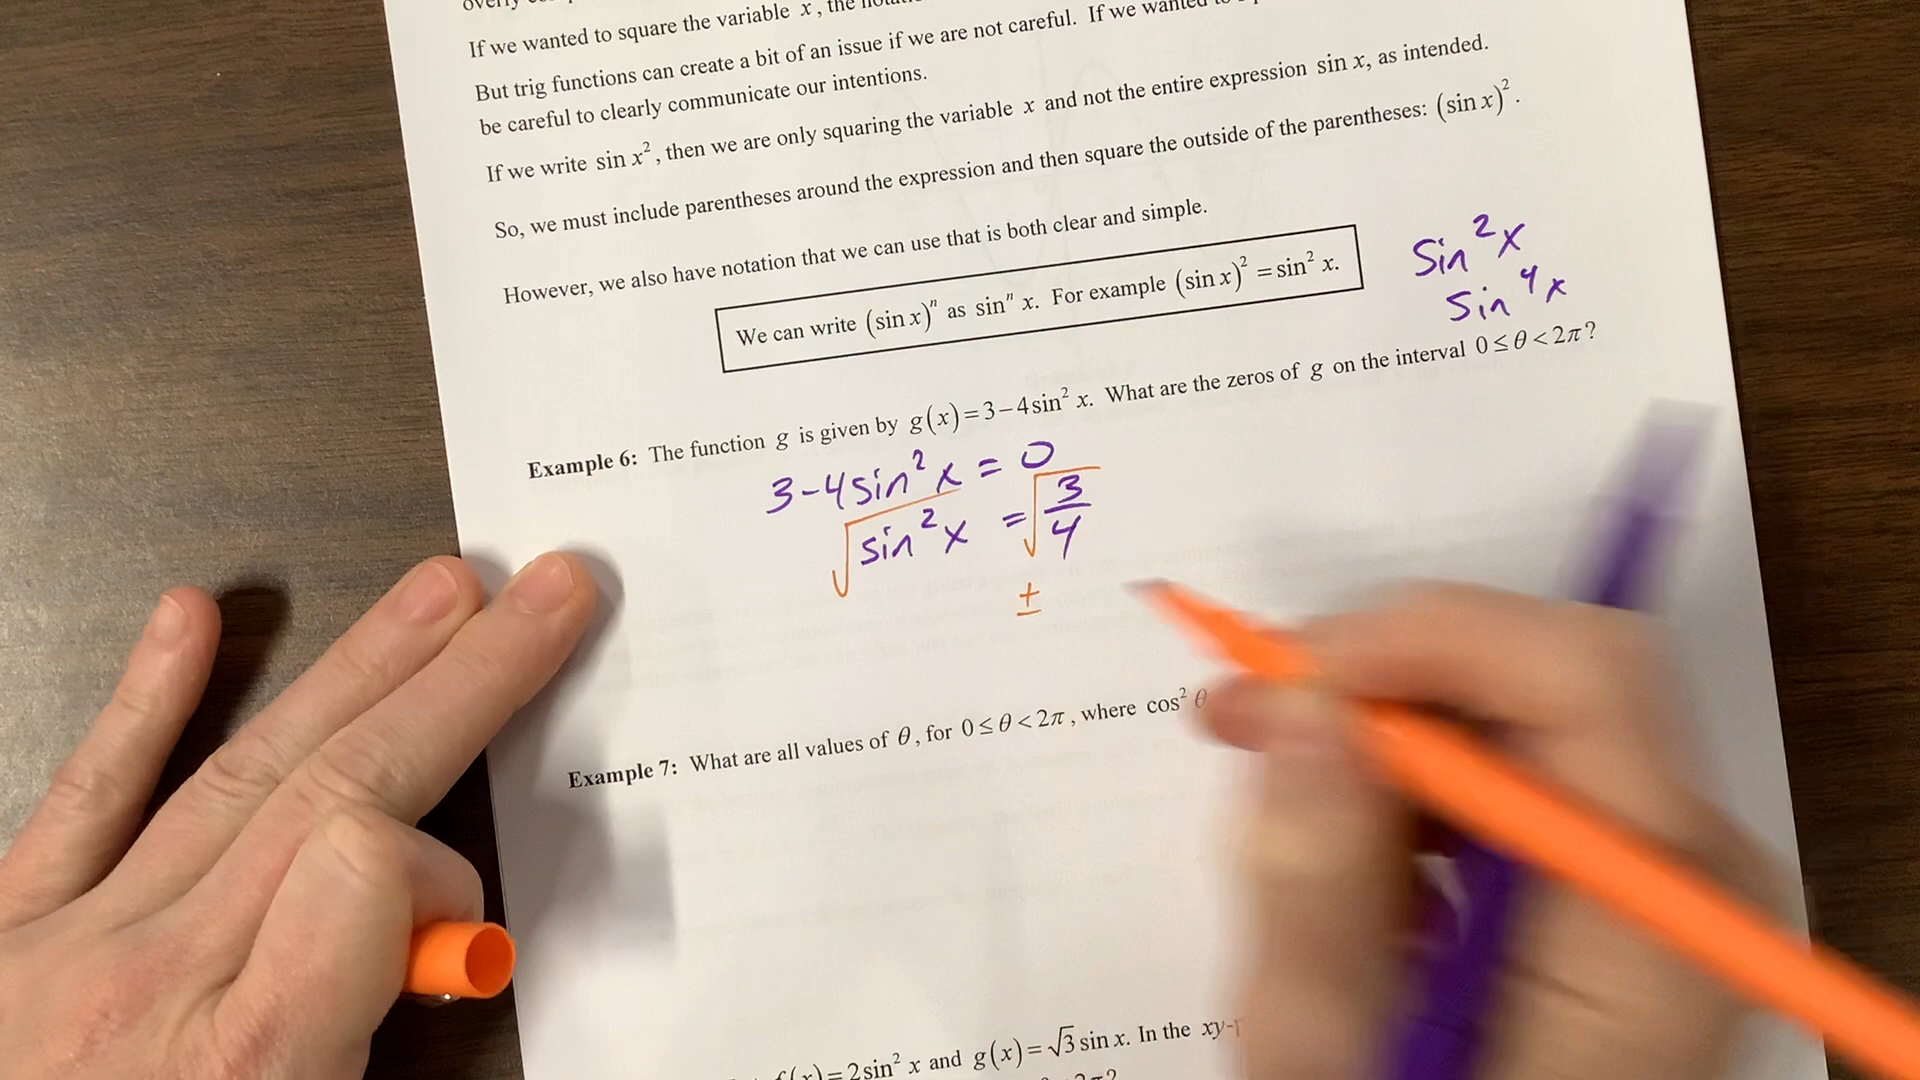 If we wanted to square the variable x, the
But trig functions can create a bit of an issue if we are not careful. If we wanted to
be careful to clearly communicate our intentions.
If we write sin x², then we are only squaring the variable x and not the entire expression sin x, as intended.
So, we must include parentheses around the expression and then square the outside of the parentheses: (sin x)².
However, we also have notation that we can use that is both clear and simple.
We can write (sin x)ⁿ as sinⁿ x. For example (sin x)² = sin² x.
sin²x
sin⁴x
Example 6: The function g is given by g(x)=3−4sin² x. What are the zeros of g on the interval 0≤θ<2π?
3-4sin²x = 0
√sin²x = √3/4
±
Example 7: What are all values of θ, for 0≤θ<2π, where cos² θ
f(x)=2sin² x and g(x)=√3 sin x. In the xy-